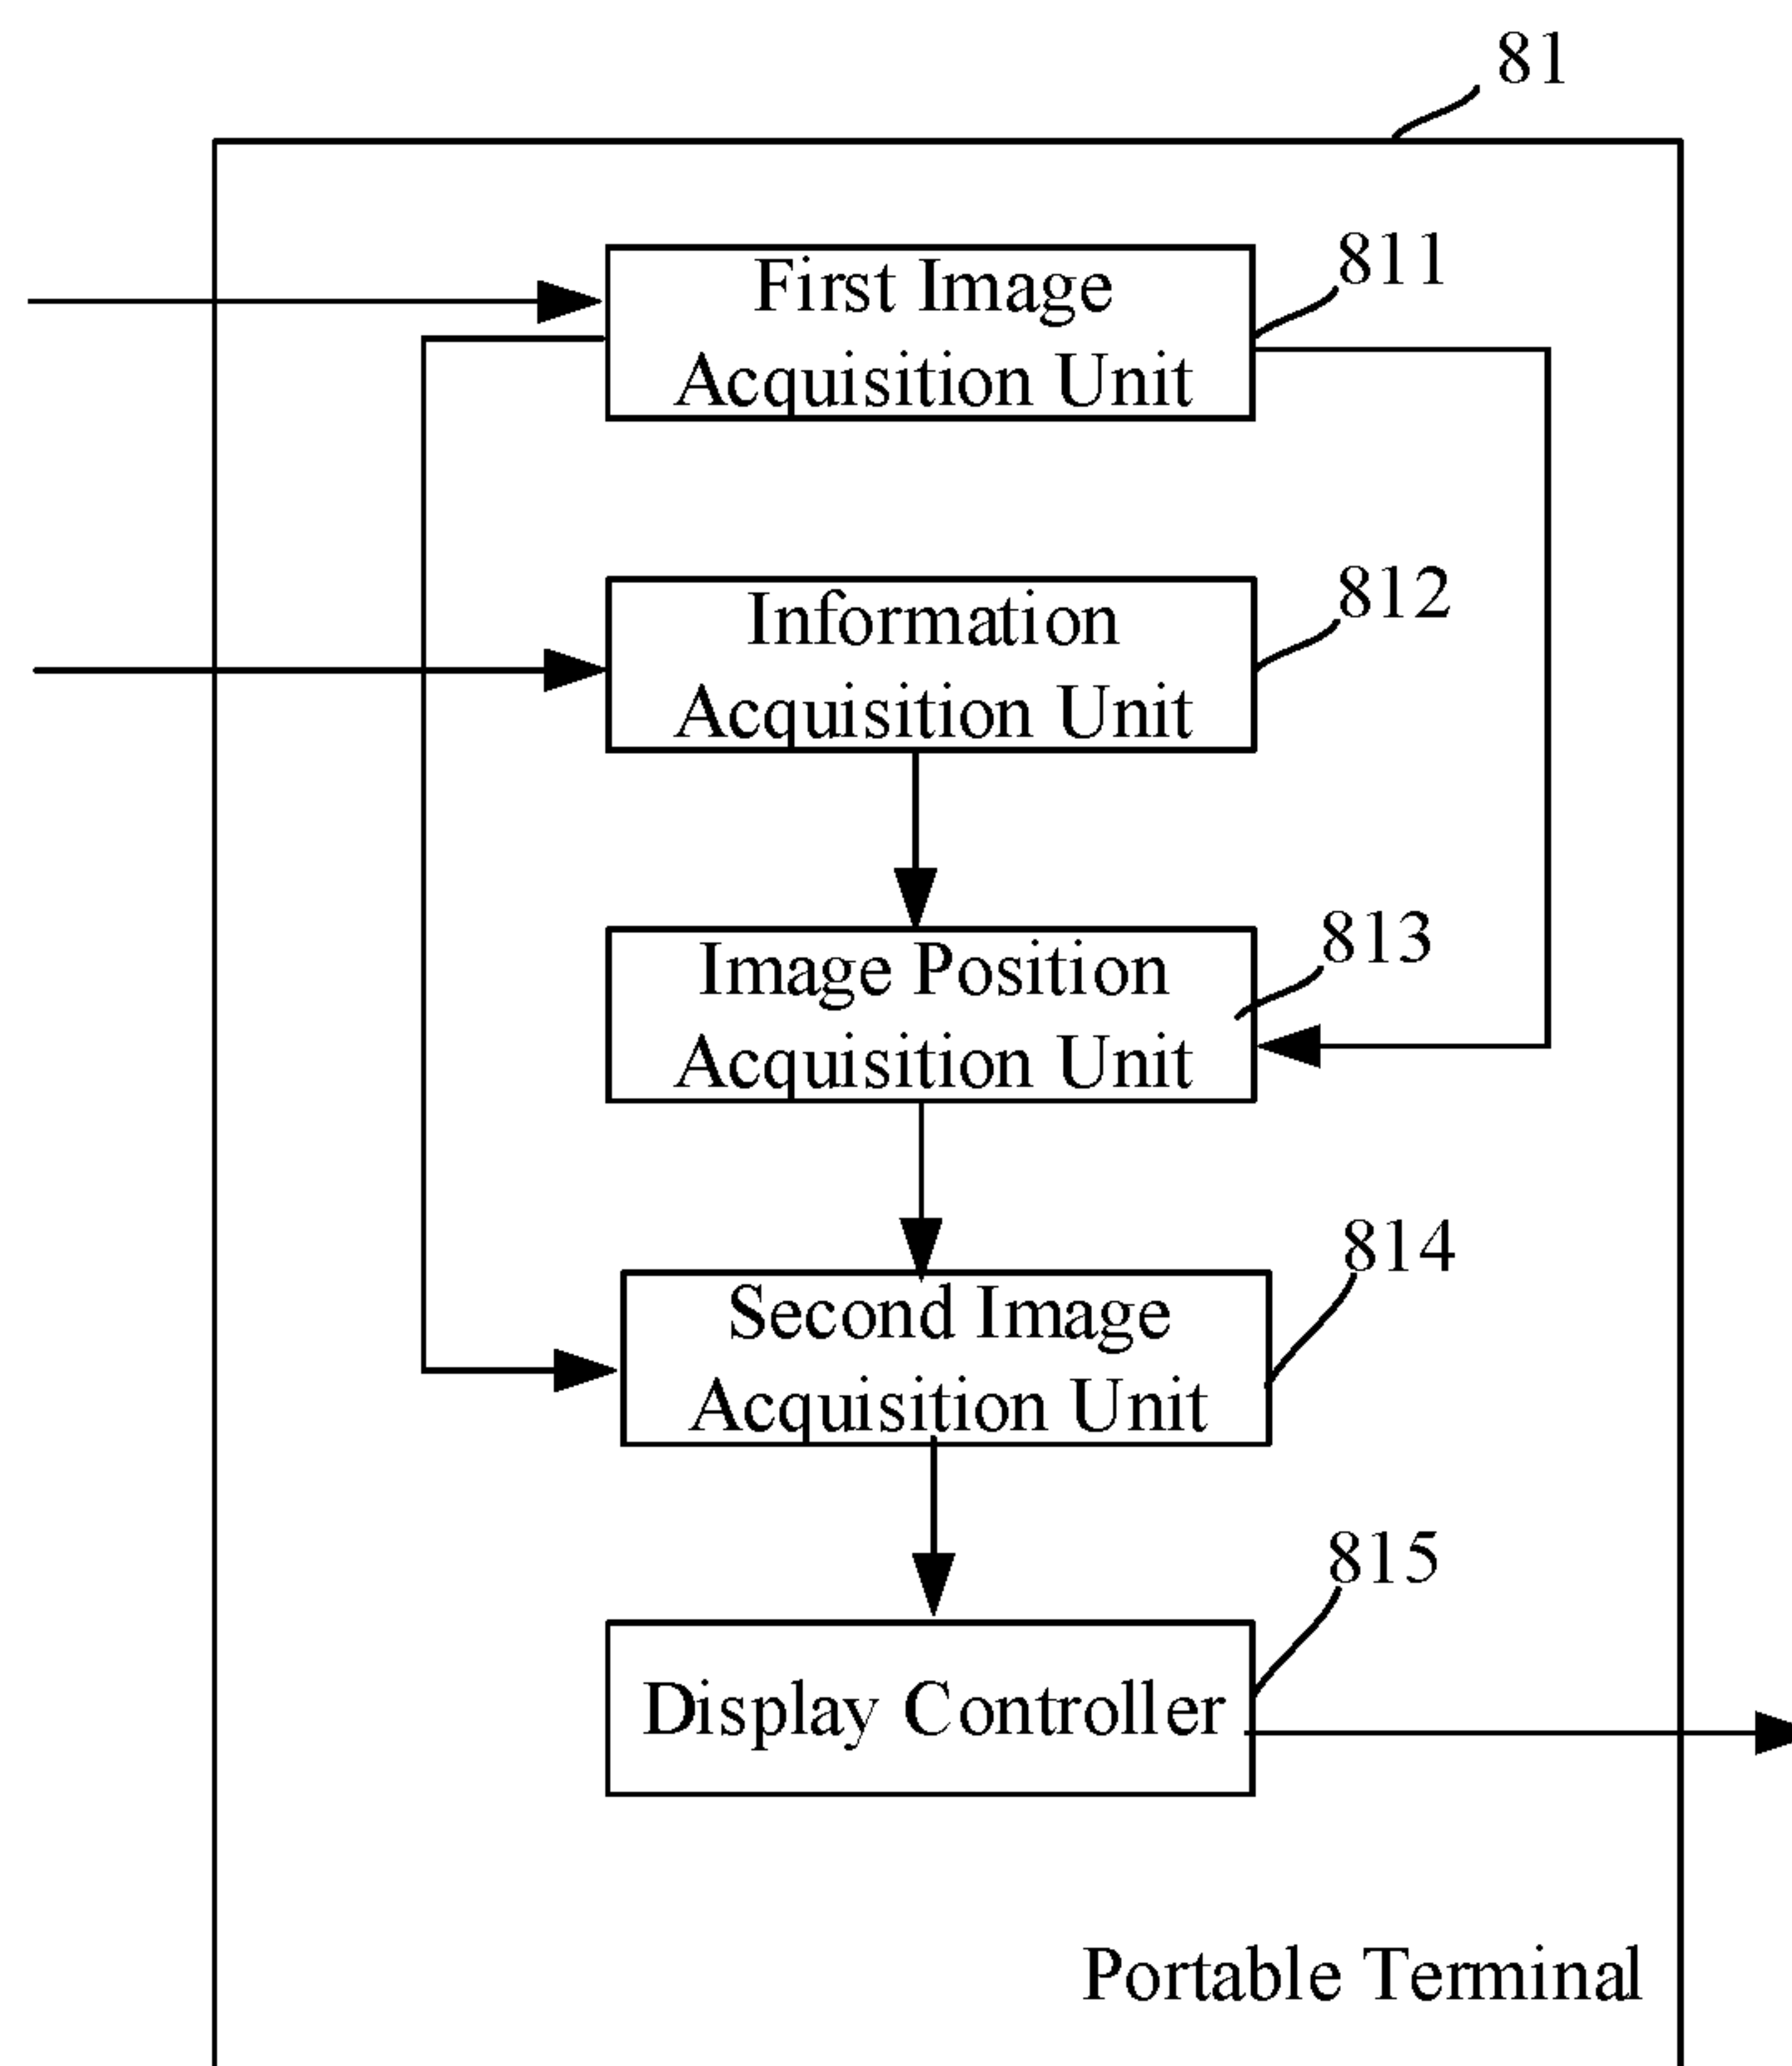 81
811
First Image
Acquisition Unit
812
Information
Acquisition Unit
813
Image Position
Acquisition Unit
814
Second Image
Acquisition Unit
815
Display Controller
Portable Terminal